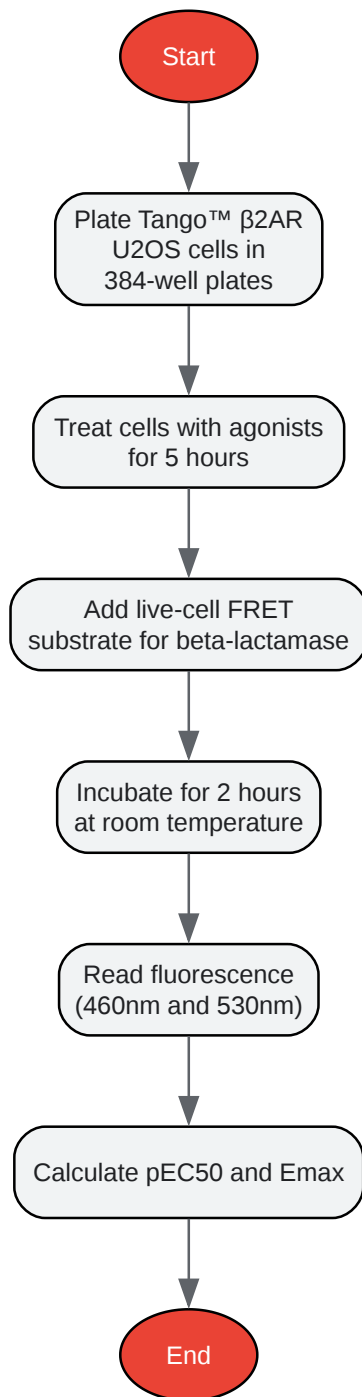 Start
Plate Tango™ β2AR
U2OS cells in
384-well plates
Treat cells with agonists
for 5 hours
Add live-cell FRET
substrate for beta-lactamase
Incubate for 2 hours
at room temperature
Read fluorescence
(460nm and 530nm)
Calculate pEC50 and Emax
End